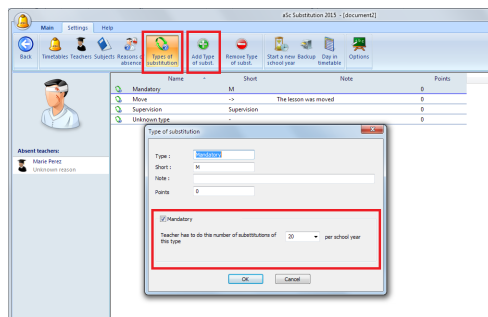 aSc Substitution 2015 - [document2]
Main Settings Help
Back Timetables Teachers Subjects Reasons of absence Types of substitution Add Type of subst. Remove Type of subst. Start a new school year Backup Day in timetable Options
Name Short Note Points
Mandatory M 0
Move -> The lesson was moved 0
Supervision Supervision 0
Unknown type - 0
Absent teachers:
Marie Perez
Unknown reason
Type of substitution
Type : Mandatory
Short : M
Note :
Points 0
Mandatory
Teacher has to do this number of substitutions of this type 20 per school year
OK Cancel